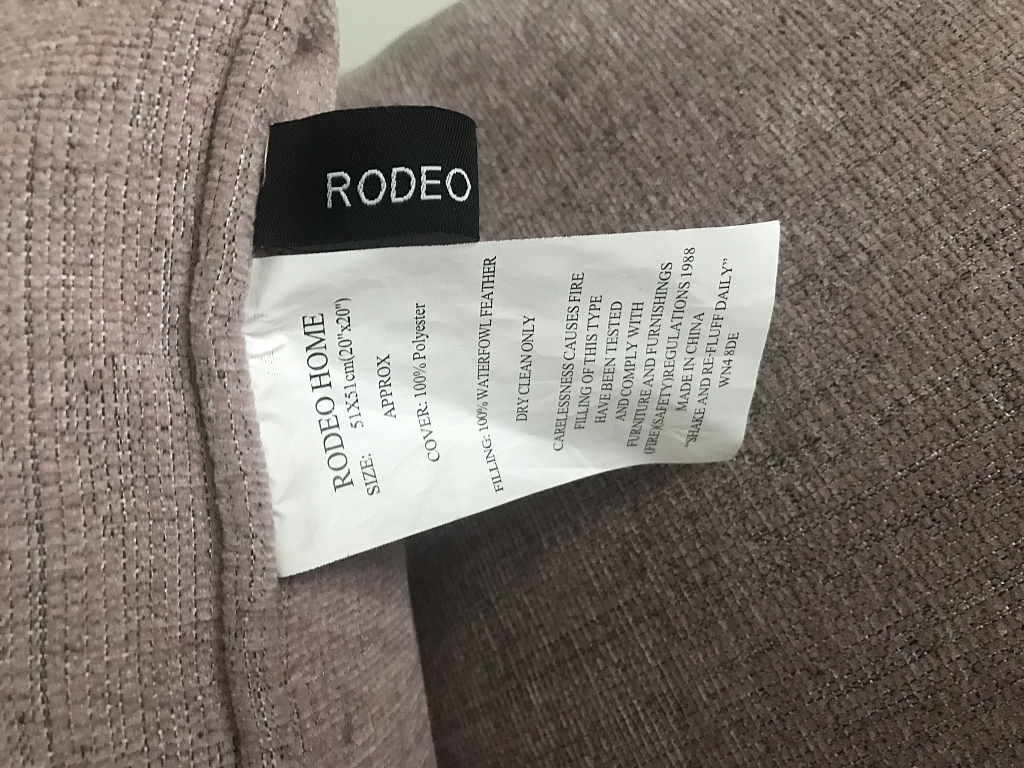 RODEO
RODEO HOME
SIZE: 51X51cm(20"x20")
APPROX
COVER: 100% Polyester
FILLING: 100% WATERFOWL FEATHER
DRY CLEAN ONLY
CARELESSNESS CAUSES FIRE
FILLING OF THIS TYPE
HAVE BEEN TESTED
AND COMPLY WITH
FURNITURE AND FURNISHINGS
(FIRE)(SAFETY)REGULATIONS 1988
MADE IN CHINA
"SHAKE AND RE-FLUFF DAILY"
WN4 8DE